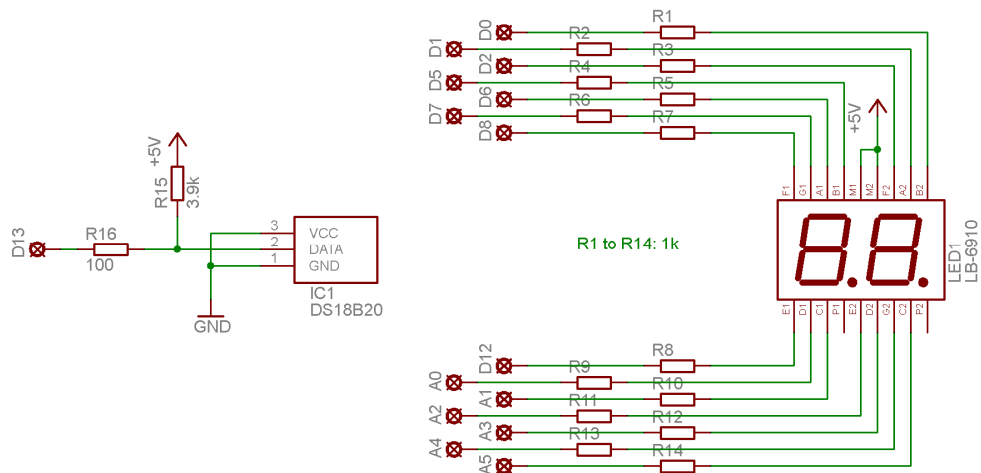 D0
R1
D1
R2
D2
R3
D5
R4
D6
R5
D7
R6
D8
R7
+5V
F1 G1 A1 B1 M1 M2 F2 A2 B2
LED1
LB-6910
E1 D1 C1 P1 E2 D2 G2 C2 P2
R1 to R14: 1k
+5V
R15
3.9k
D13
R16
100
3 VCC
2 DATA
1 GND
IC1
DS18B20
GND
D12
R8
A0
R9
A1
R10
A2
R11
A3
R12
A4
R13
A5
R14